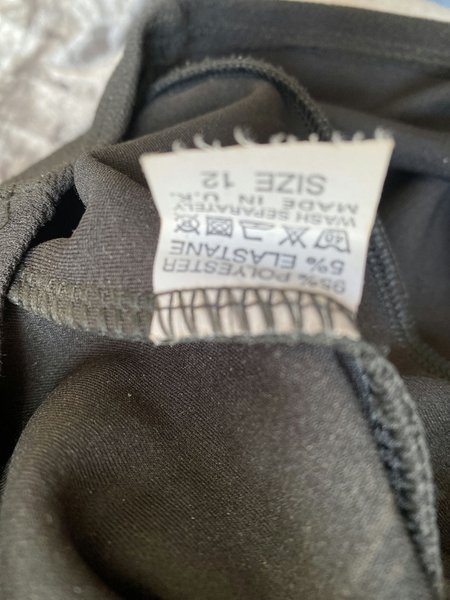 95% POLYESTER
5% ELASTANE
WASH SEPARATELY
MADE IN U.K.
SIZE 12